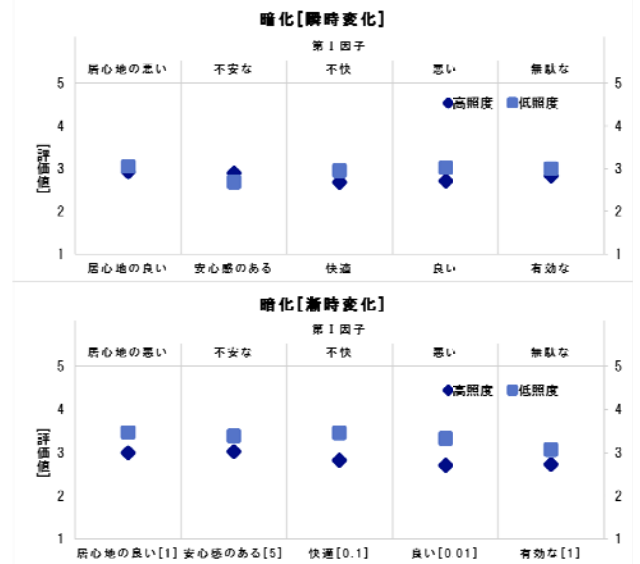 暗化[瞬時変化]
第Ⅰ因子
居心地の悪い 不安な 不快 悪い 無駄な
5 5
高照度 低照度
4 4
[評価値] 3 3
2 2
1 1
居心地の良い 安心感のある 快適 良い 有効な
暗化[漸時変化]
第Ⅰ因子
居心地の悪い 不安な 不快 悪い 無駄な
5 5
高照度 低照度
4 4
[評価値] 3 3
2 2
1 1
居心地の良い[1] 安心感のある[5] 快適[0.1] 良い[0 01] 有効な[1]